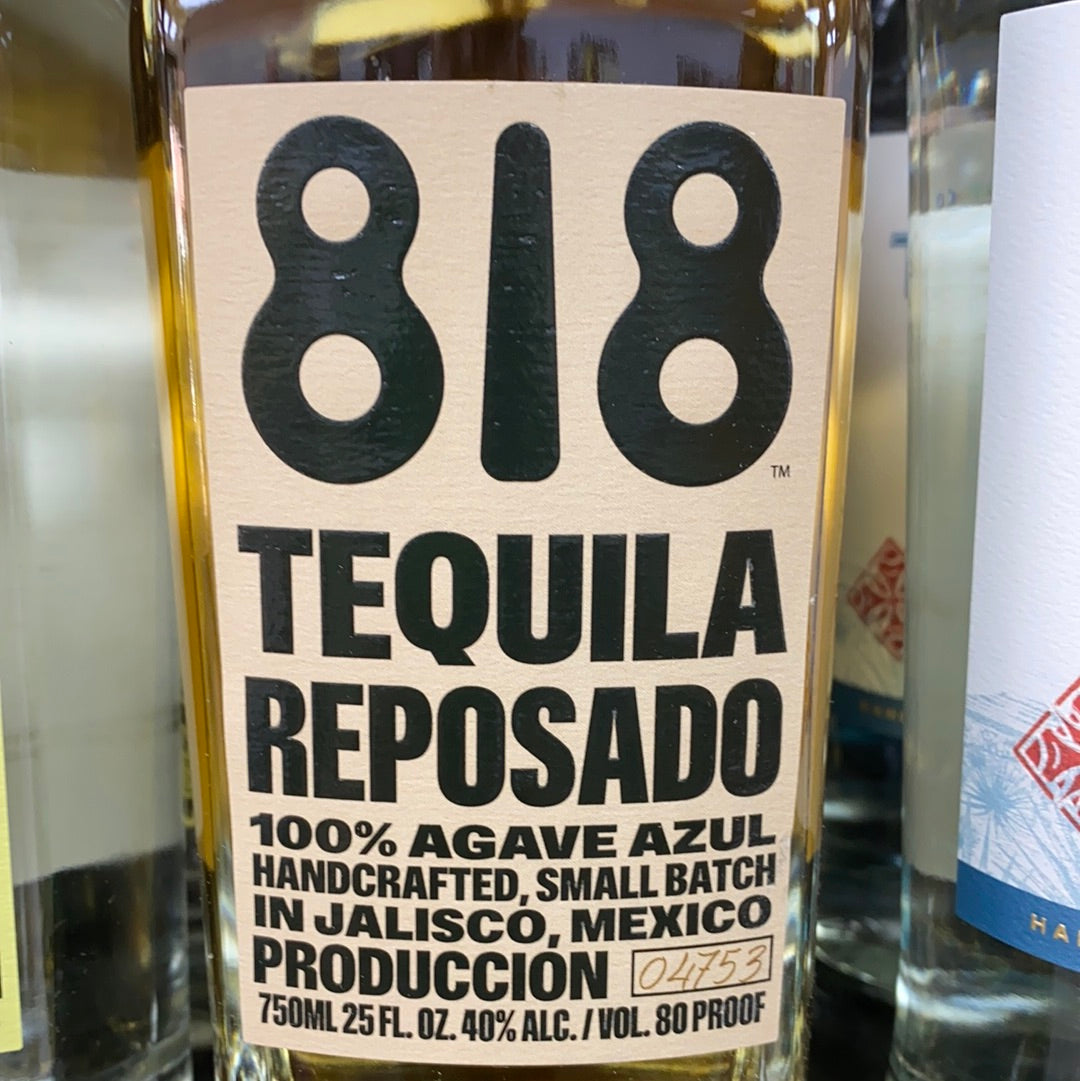 818
TM
TEQUILA
REPOSADO
100% AGAVE AZUL
HANDCRAFTED, SMALL BATCH
IN JALISCO, MEXICO
PRODUCCIÓN 04753
750ML 25 FL. OZ. 40% ALC. / VOL. 80 PROOF
HA